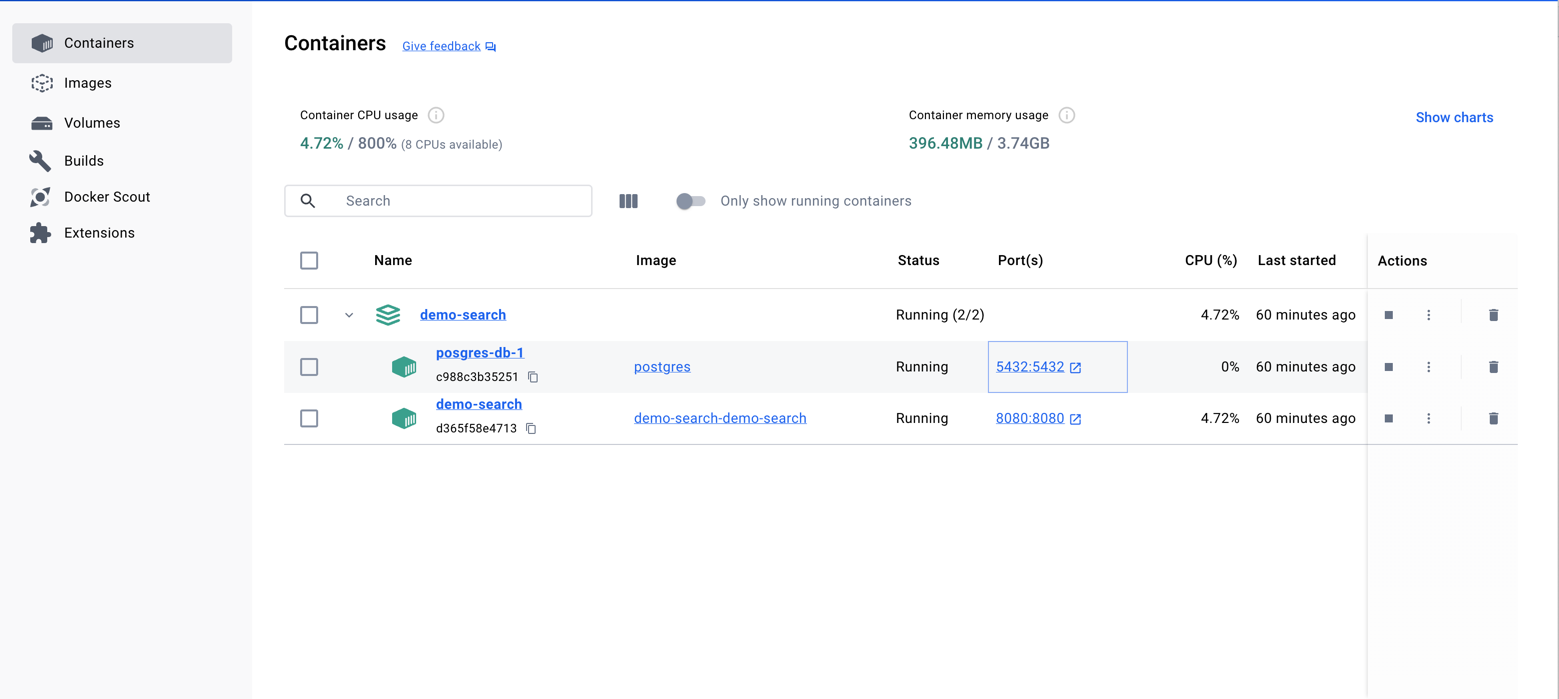 Containers
Images
Volumes
Builds
Docker Scout
Extensions
Containers Give feedback
Container CPU usage
4.72% / 800% (8 CPUs available)
Container memory usage
396.48MB / 3.74GB
Show charts
Search
Only show running containers
Name Image Status Port(s) CPU (%) Last started Actions
demo-search Running (2/2) 4.72% 60 minutes ago
posgres-db-1
c988c3b35251
postgres Running 5432:5432 0% 60 minutes ago
demo-search
d365f58e4713
demo-search-demo-search Running 8080:8080 4.72% 60 minutes ago